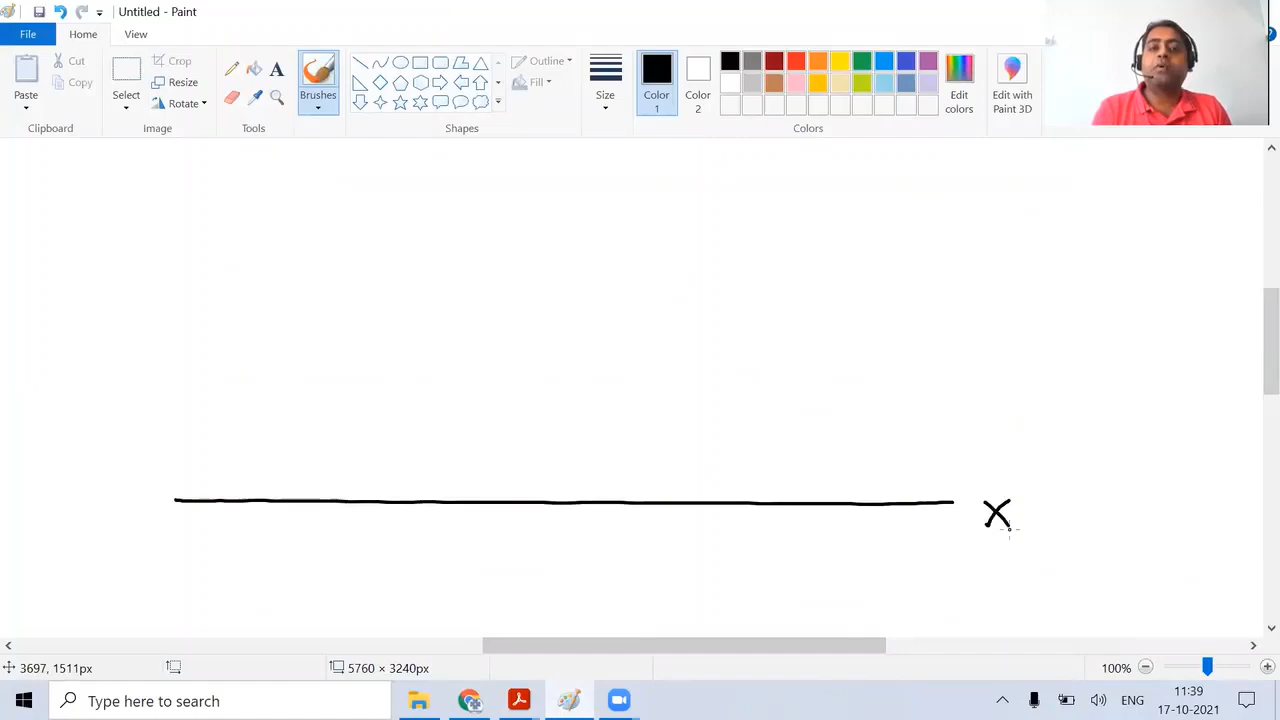 Untitled - Paint
File
Home
View
Paste
Cut
Copy
Clipboard
Select
Crop
Resize
Rotate
Image
Tools
Brushes
Outline
Fill
Shapes
Size
Color
1
Color
2
Edit
colors
Colors
Edit with
Paint 3D
x
3697, 1511px
5760 × 3240px
100%
Type here to search
ENG
11:39
17-10-2021